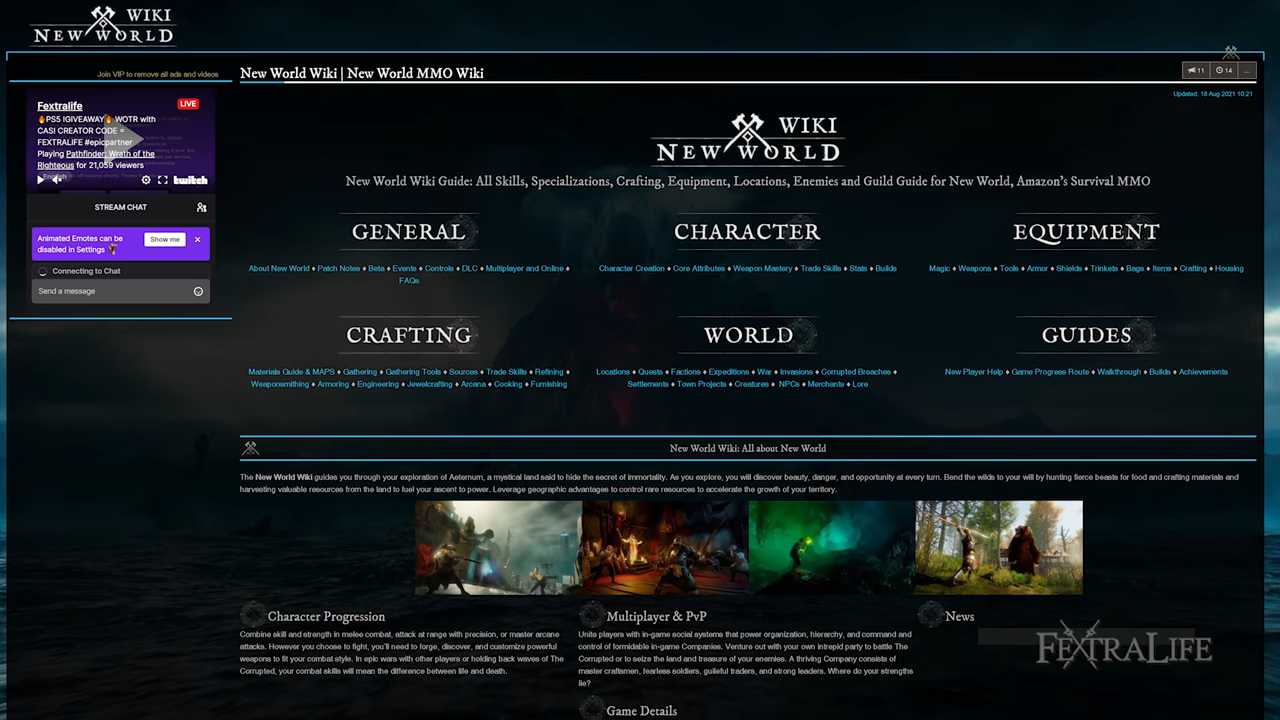 WIKI
NEW WORLD
Join VIP to remove all ads and videos
New World Wiki | New World MMO Wiki
11
14
...
Updated: 18 Aug 2021 10:21
Fextralife
LIVE
🔥PS5 !GIVEAWAY🔥 WOTR with
CAS! CREATOR CODE =
FEXTRALIFE #epicpartner
Playing Pathfinder: Wrath of the
Righteous for 21,059 viewers
English
twitch
STREAM CHAT
Animated Emotes can be
disabled in Settings
Show me
Connecting to Chat
Send a message
WIKI
NEW WORLD
New World Wiki Guide: All Skills, Specializations, Crafting, Equipment, Locations, Enemies and Guild Guide for New World, Amazon's Survival MMO
GENERAL
About New World ♦ Patch Notes ♦ Beta ♦ Events ♦ Controls ♦ DLC ♦ Multiplayer and Online ♦
FAQs
CHARACTER
Character Creation ♦ Core Attributes ♦ Weapon Mastery ♦ Trade Skills ♦ Stats ♦ Builds
EQUIPMENT
Magic ♦ Weapons ♦ Tools ♦ Armor ♦ Shields ♦ Trinkets ♦ Bags ♦ Items ♦ Crafting ♦ Housing
CRAFTING
Materials Guide & MAPS ♦ Gathering ♦ Gathering Tools ♦ Sources ♦ Trade Skills ♦ Refining ♦
Weaponsmithing ♦ Armoring ♦ Engineering ♦ Jewelcrafting ♦ Arcana ♦ Cooking ♦ Furnishing
WORLD
Locations ♦ Quests ♦ Factions ♦ Expeditions ♦ War ♦ Invasions ♦ Corrupted Breaches ♦
Settlements ♦ Town Projects ♦ Creatures ♦ NPCs ♦ Merchants ♦ Lore
GUIDES
New Player Help ♦ Game Progress Route ♦ Walkthrough ♦ Builds ♦ Achievements
New World Wiki: All about New World
The New World Wiki guides you through your exploration of Aeternum, a mystical land said to hide the secret of immortality. As you explore, you will discover beauty, danger, and opportunity at every turn. Bend the wilds to your will by hunting fierce beasts for food and crafting materials and
harvesting valuable resources from the land to fuel your ascent to power. Leverage geographic advantages to control rare resources to accelerate the growth of your territory.
Character Progression
Combine skill and strength in melee combat, attack at range with precision, or master arcane
attacks. However you choose to fight, you'll need to forge, discover, and customize powerful
weapons to fit your combat style. In epic wars with other players or holding back waves of The
Corrupted, your combat skills will mean the difference between life and death.
Multiplayer & PvP
Unite players with in-game social systems that power organization, hierarchy, and command and
control of formidable in-game Companies. Venture out with your own intrepid party to battle The
Corrupted or to seize the land and treasure of your enemies. A thriving Company consists of
master craftsmen, fearless soldiers, guileful traders, and strong leaders. Where do your strengths
lie?
Game Details
News
FEXTRALIFE